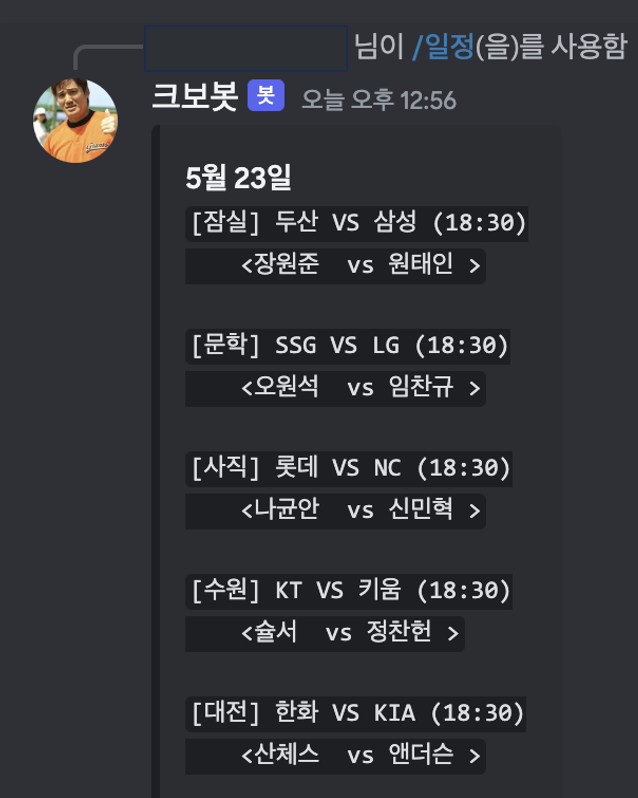 님이 /일정(을)를 사용함
크보봇 봇 오늘 오후 12:56
5월 23일
[잠실] 두산 VS 삼성 (18:30)
<장원준 vs 원태인 >
[문학] SSG VS LG (18:30)
<오원석 vs 임찬규 >
[사직] 롯데 VS NC (18:30)
<나균안 vs 신민혁 >
[수원] KT VS 키움 (18:30)
<슐서 vs 정찬헌 >
[대전] 한화 VS KIA (18:30)
<산체스 vs 앤더슨 >